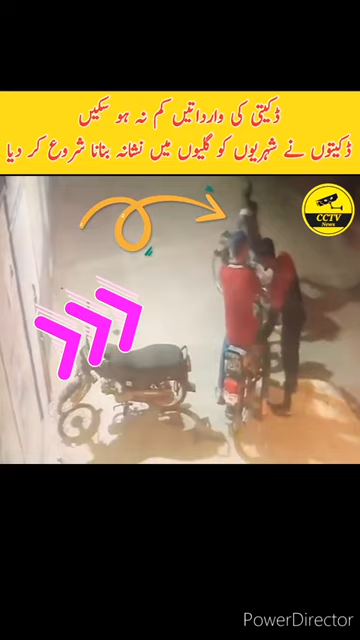 ڈکیتی کی وارداتیں کم نہ ہو سکیں
ڈکیتوں نے شہریوں کو گلیوں میں نشانہ بنانا شروع کر دیا
CCTV
News
PowerDirector